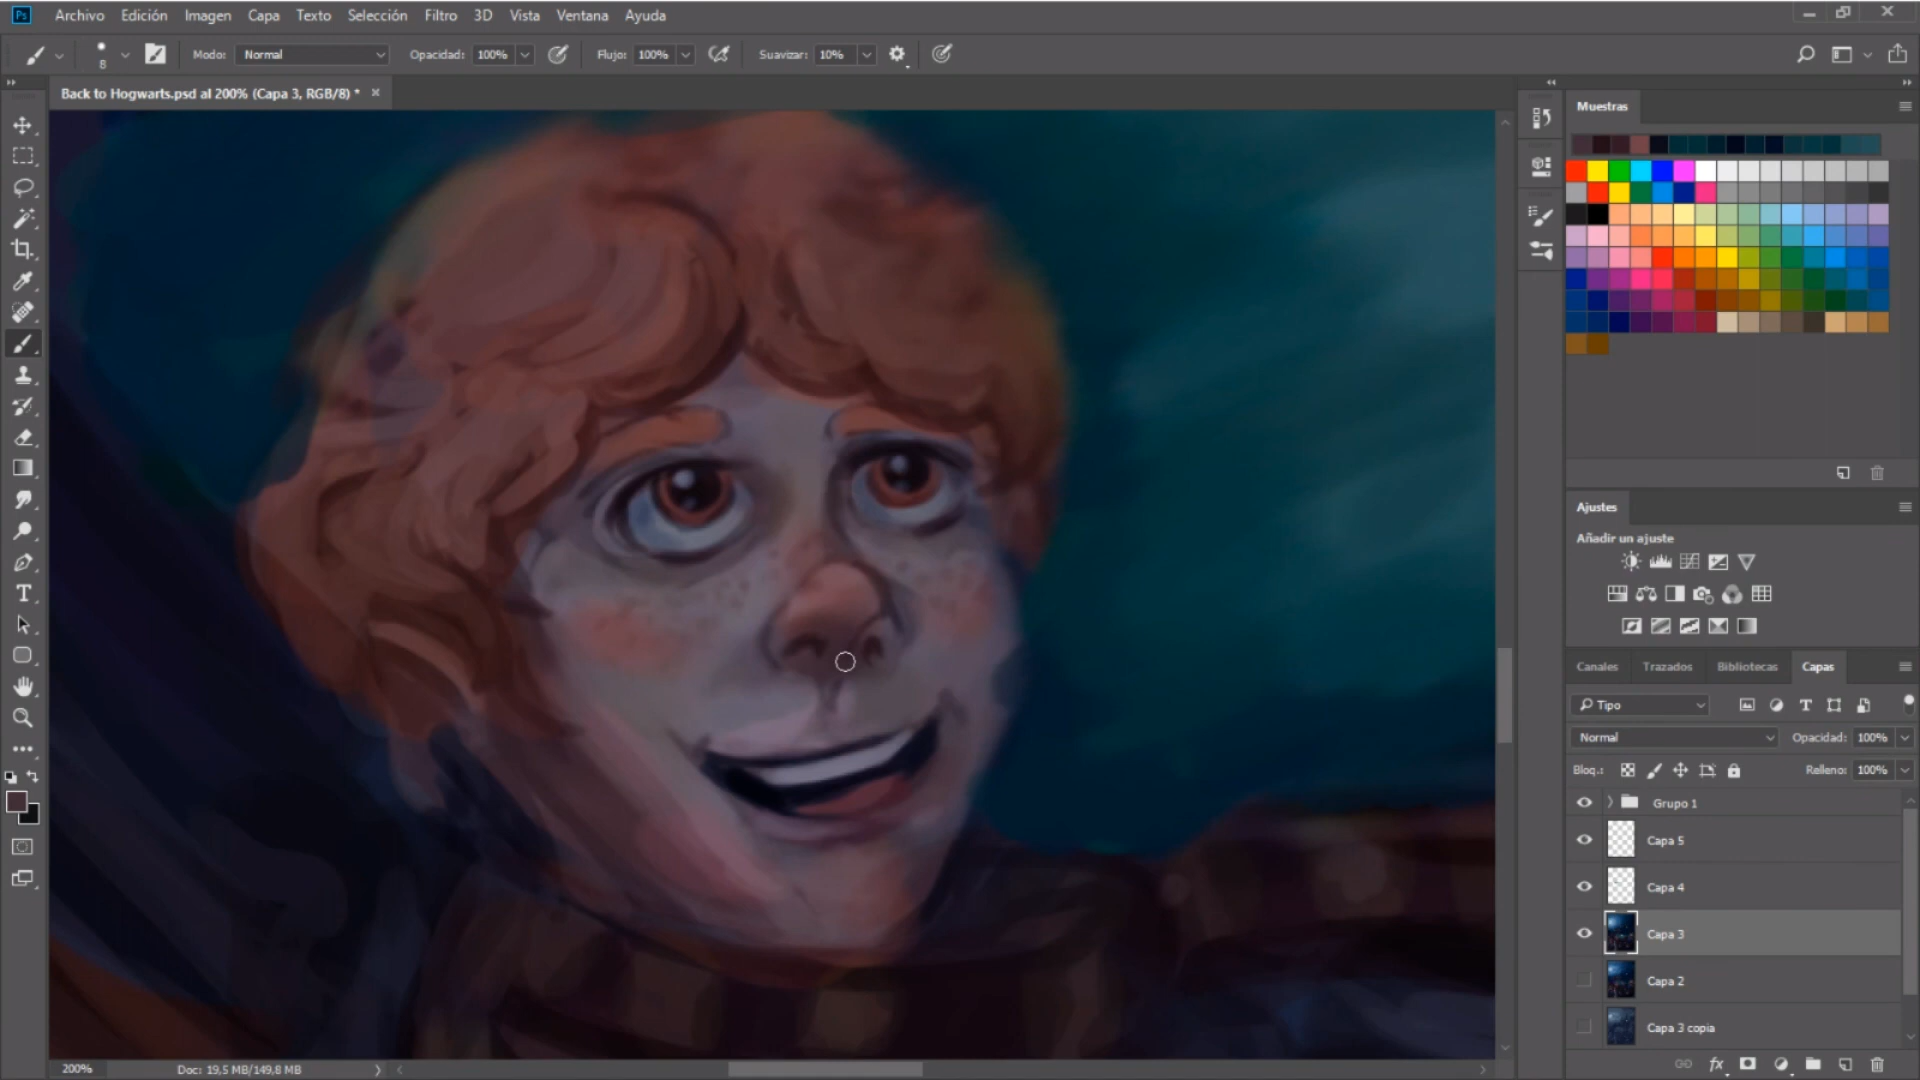 Ps Archivo Edición Imagen Capa Texto Selección Filtro 3D Vista Ventana Ayuda
8 Modo: Normal Opacidad: 100% Flujo: 100% Suavizar: 10%
Back to Hogwarts.psd al 200% (Capa 3, RGB/8) *
Muestras
Ajustes
Añadir un ajuste
Canales Trazados Bibliotecas Capas
Tipo
Normal Opacidad: 100%
Bloq.: Relleno: 100%
Grupo 1
Capa 5
Capa 4
Capa 3
Capa 2
Capa 3 copia
fx
200% Doc: 19,5 MB/149,8 MB